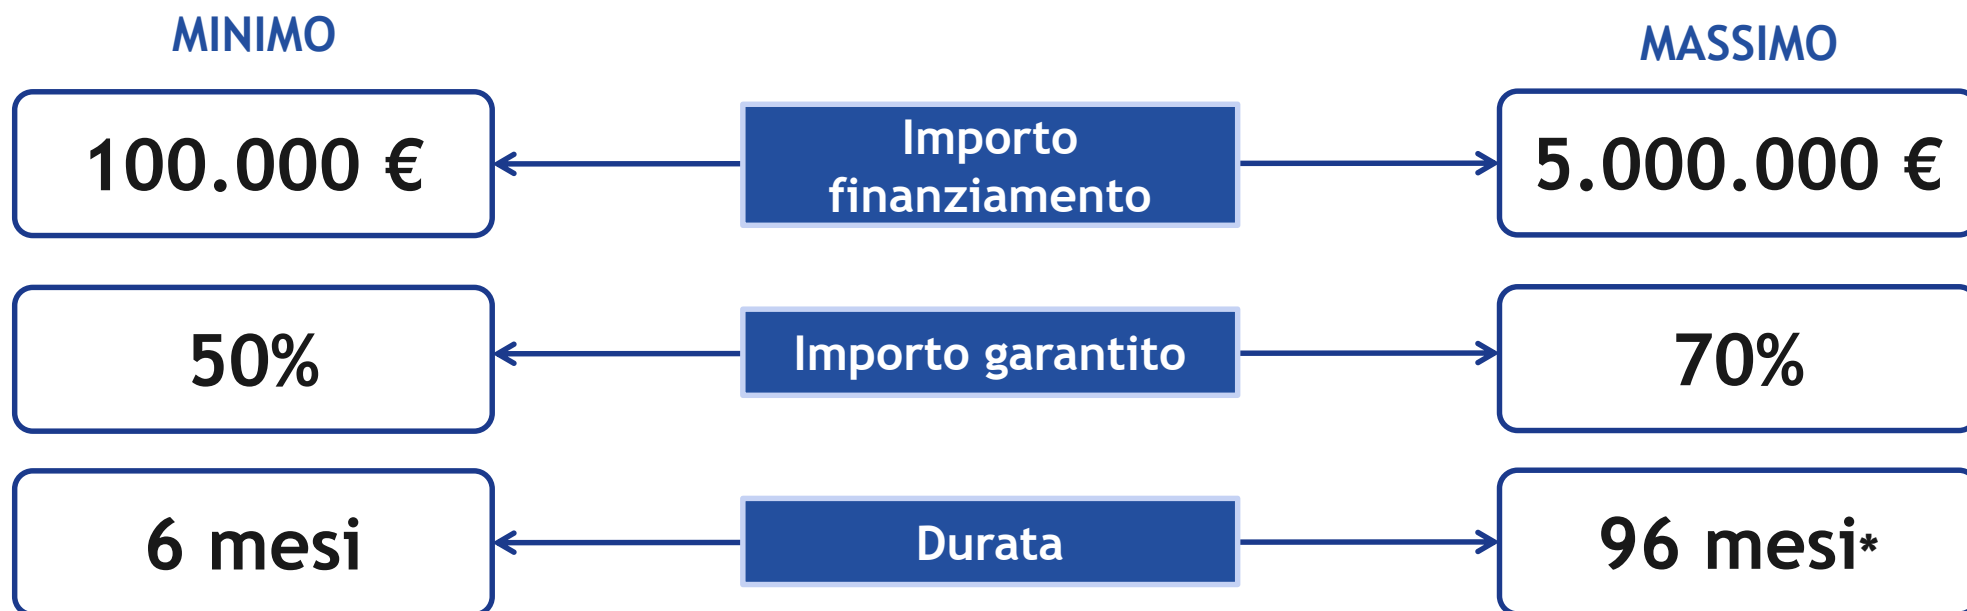 MINIMO
MASSIMO
100.000 €
Importo
finanziamento
5.000.000 €
50%
Importo garantito
70%
6 mesi
Durata
96 mesi*